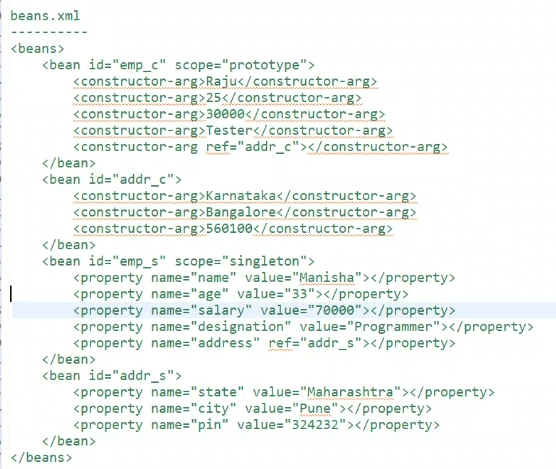 beans.xml
----------
<beans>
    <bean id="emp_c" scope="prototype">
        <constructor-arg>Raju</constructor-arg>
        <constructor-arg>25</constructor-arg>
        <constructor-arg>30000</constructor-arg>
        <constructor-arg>Tester</constructor-arg>
        <constructor-arg ref="addr_c"></constructor-arg>
    </bean>
    <bean id="addr_c">
        <constructor-arg>Karnataka</constructor-arg>
        <constructor-arg>Bangalore</constructor-arg>
        <constructor-arg>560100</constructor-arg>
    </bean>
    <bean id="emp_s" scope="singleton">
        <property name="name" value="Manisha"></property>
        <property name="age" value="33"></property>
        <property name="salary" value="70000"></property>
        <property name="designation" value="Programmer"></property>
        <property name="address" ref="addr_s"></property>
    </bean>
    <bean id="addr_s">
        <property name="state" value="Maharashtra"></property>
        <property name="city" value="Pune"></property>
        <property name="pin" value="324232"></property>
    </bean>
</beans>